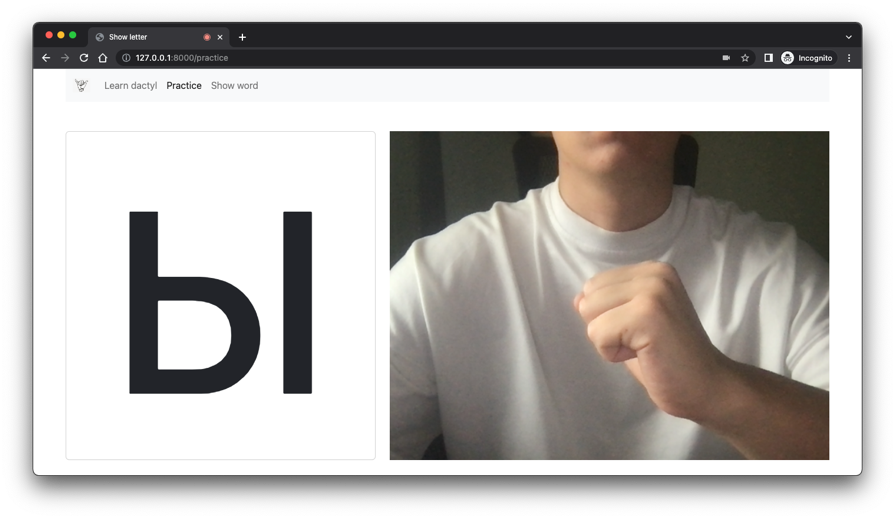 Show letter
127.0.0.1:8000/practice
Incognito
Learn dactyl Practice Show word
Ы